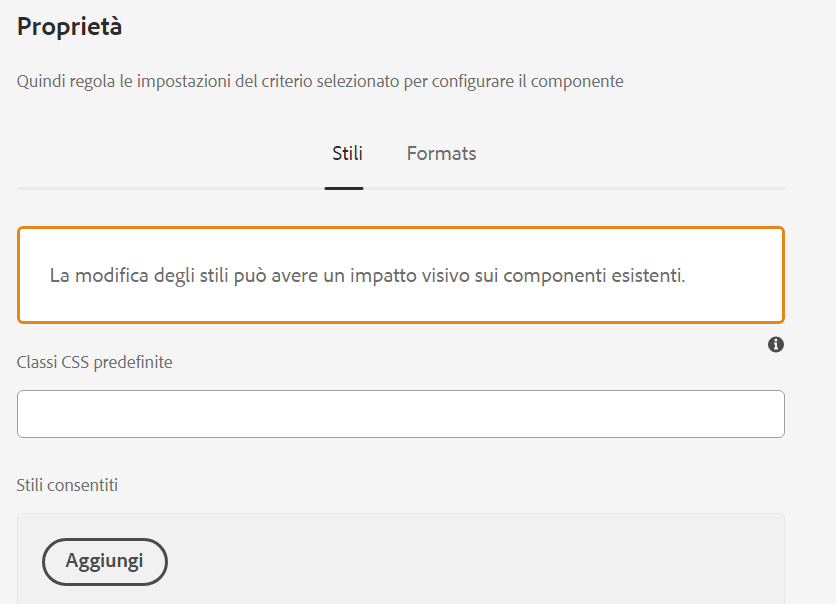 Proprietà
Quindi regola le impostazioni del criterio selezionato per configurare il componente
Stili
Formats
La modifica degli stili può avere un impatto visivo sui componenti esistenti.
Classi CSS predefinite
Stili consentiti
Aggiungi